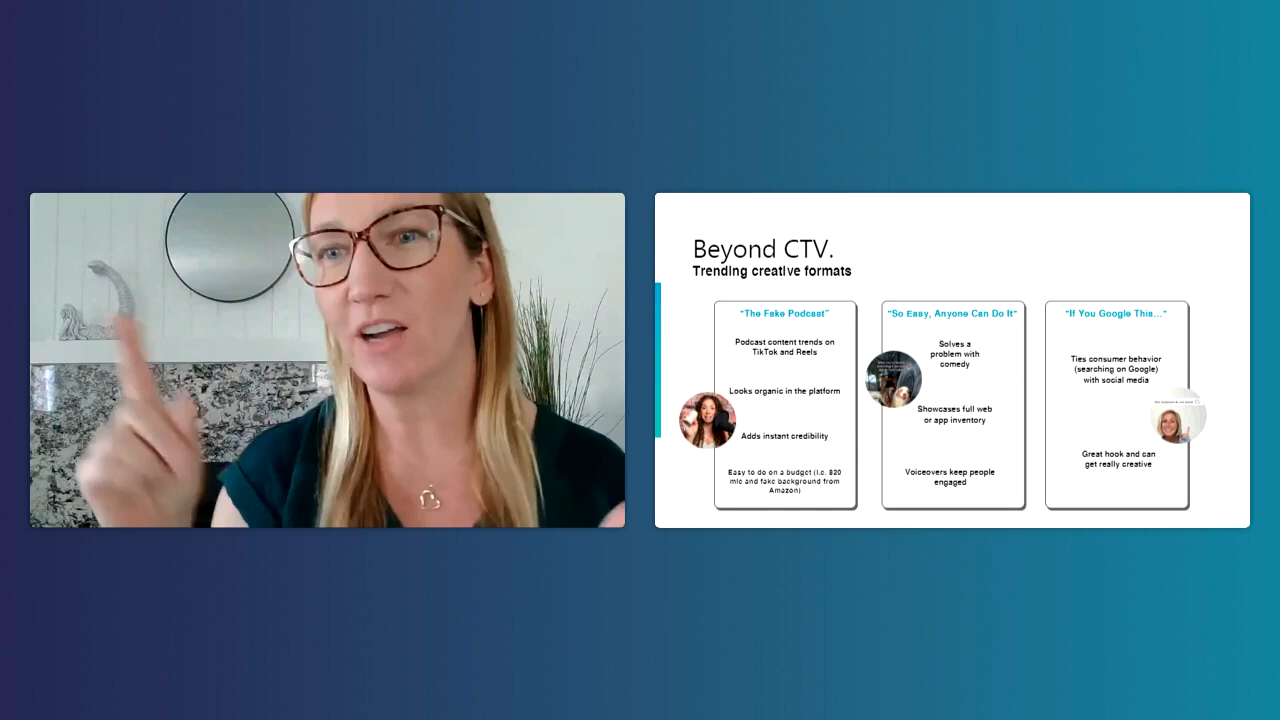 Beyond CTV.
Trending creative formats
"The Fake Podcast"
Podcast content trends on
TikTok and Reels
Looks organic in the platform
Adds instant credibility
Easy to do on a budget (i.e. $20
mic and fake background from
Amazon)
"So Easy, Anyone Can Do It"
Solves a
problem with
comedy
Showcases full web
or app inventory
Voiceovers keep people
engaged
"If You Google This..."
Ties consumer behavior
(searching on Google)
with social media
Great hook and can
get really creative